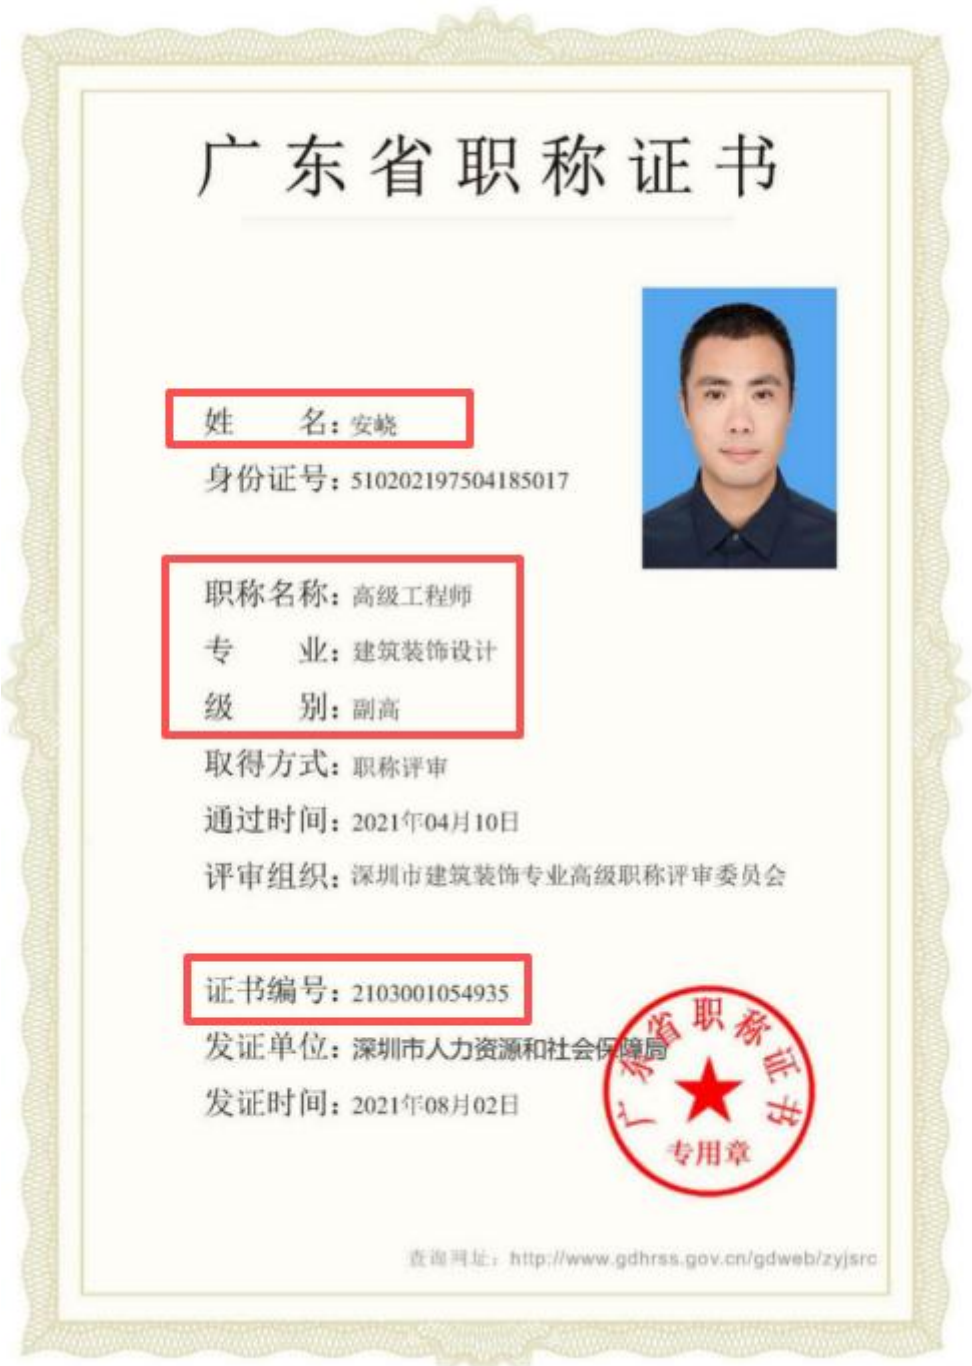 广东省职称证书
姓 名：安峣
身份证号：510202197504185017
职称名称：高级工程师
专 业：建筑装饰设计
级 别：副高
取得方式：职称评审
通过时间：2021年04月10日
评审组织：深圳市建筑装饰专业高级职称评审委员会
证书编号：2103001054935
发证单位：深圳市人力资源和社会保障局
发证时间：2021年08月02日
广东省职称证书
专用章
查询网址：http://www.gdhrss.gov.cn/gdweb/zyjsrc